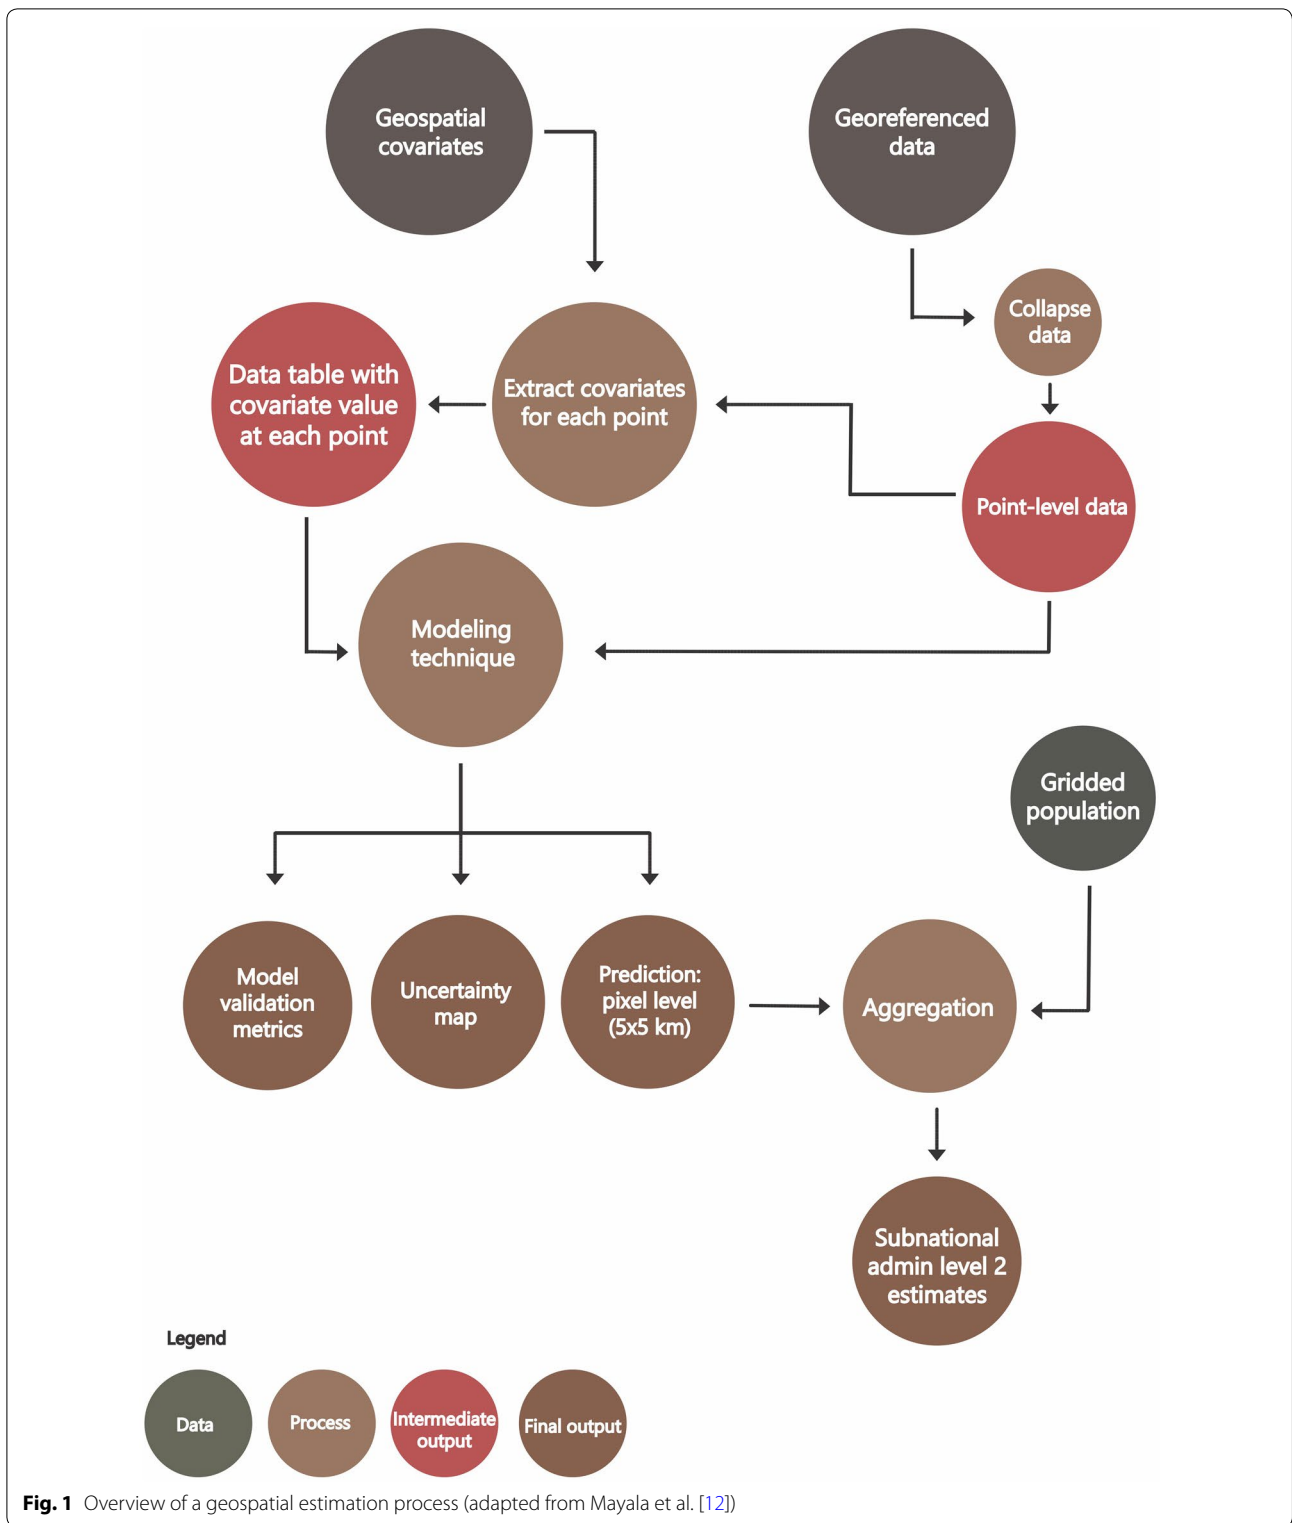 Geospatial
covariates
Georeferenced
data
Collapse
data
Data table with
covariate value
at each point
Extract covariates
for each point
Point-level data
Modeling
technique
Gridded
population
Model
validation
metrics
Uncertainty
map
Prediction:
pixel level
(5x5 km)
Aggregation
Subnational
admin level 2
estimates
Legend
Data
Process
Intermediate
output
Final output
Fig. 1 Overview of a geospatial estimation process (adapted from Mayala et al. [12])